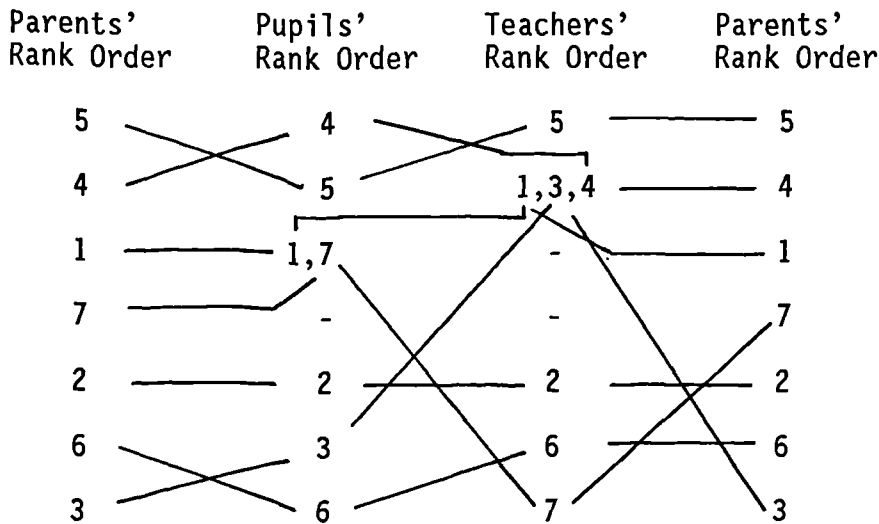 Parents' Pupils' Teachers' Parents'
Rank Order Rank Order Rank Order Rank Order
5 4 5 5
4 5 1,3,4 4
1 1,7 - 1
7 - - 7
2 2 2 2
6 3 6 6
3 6 7 3